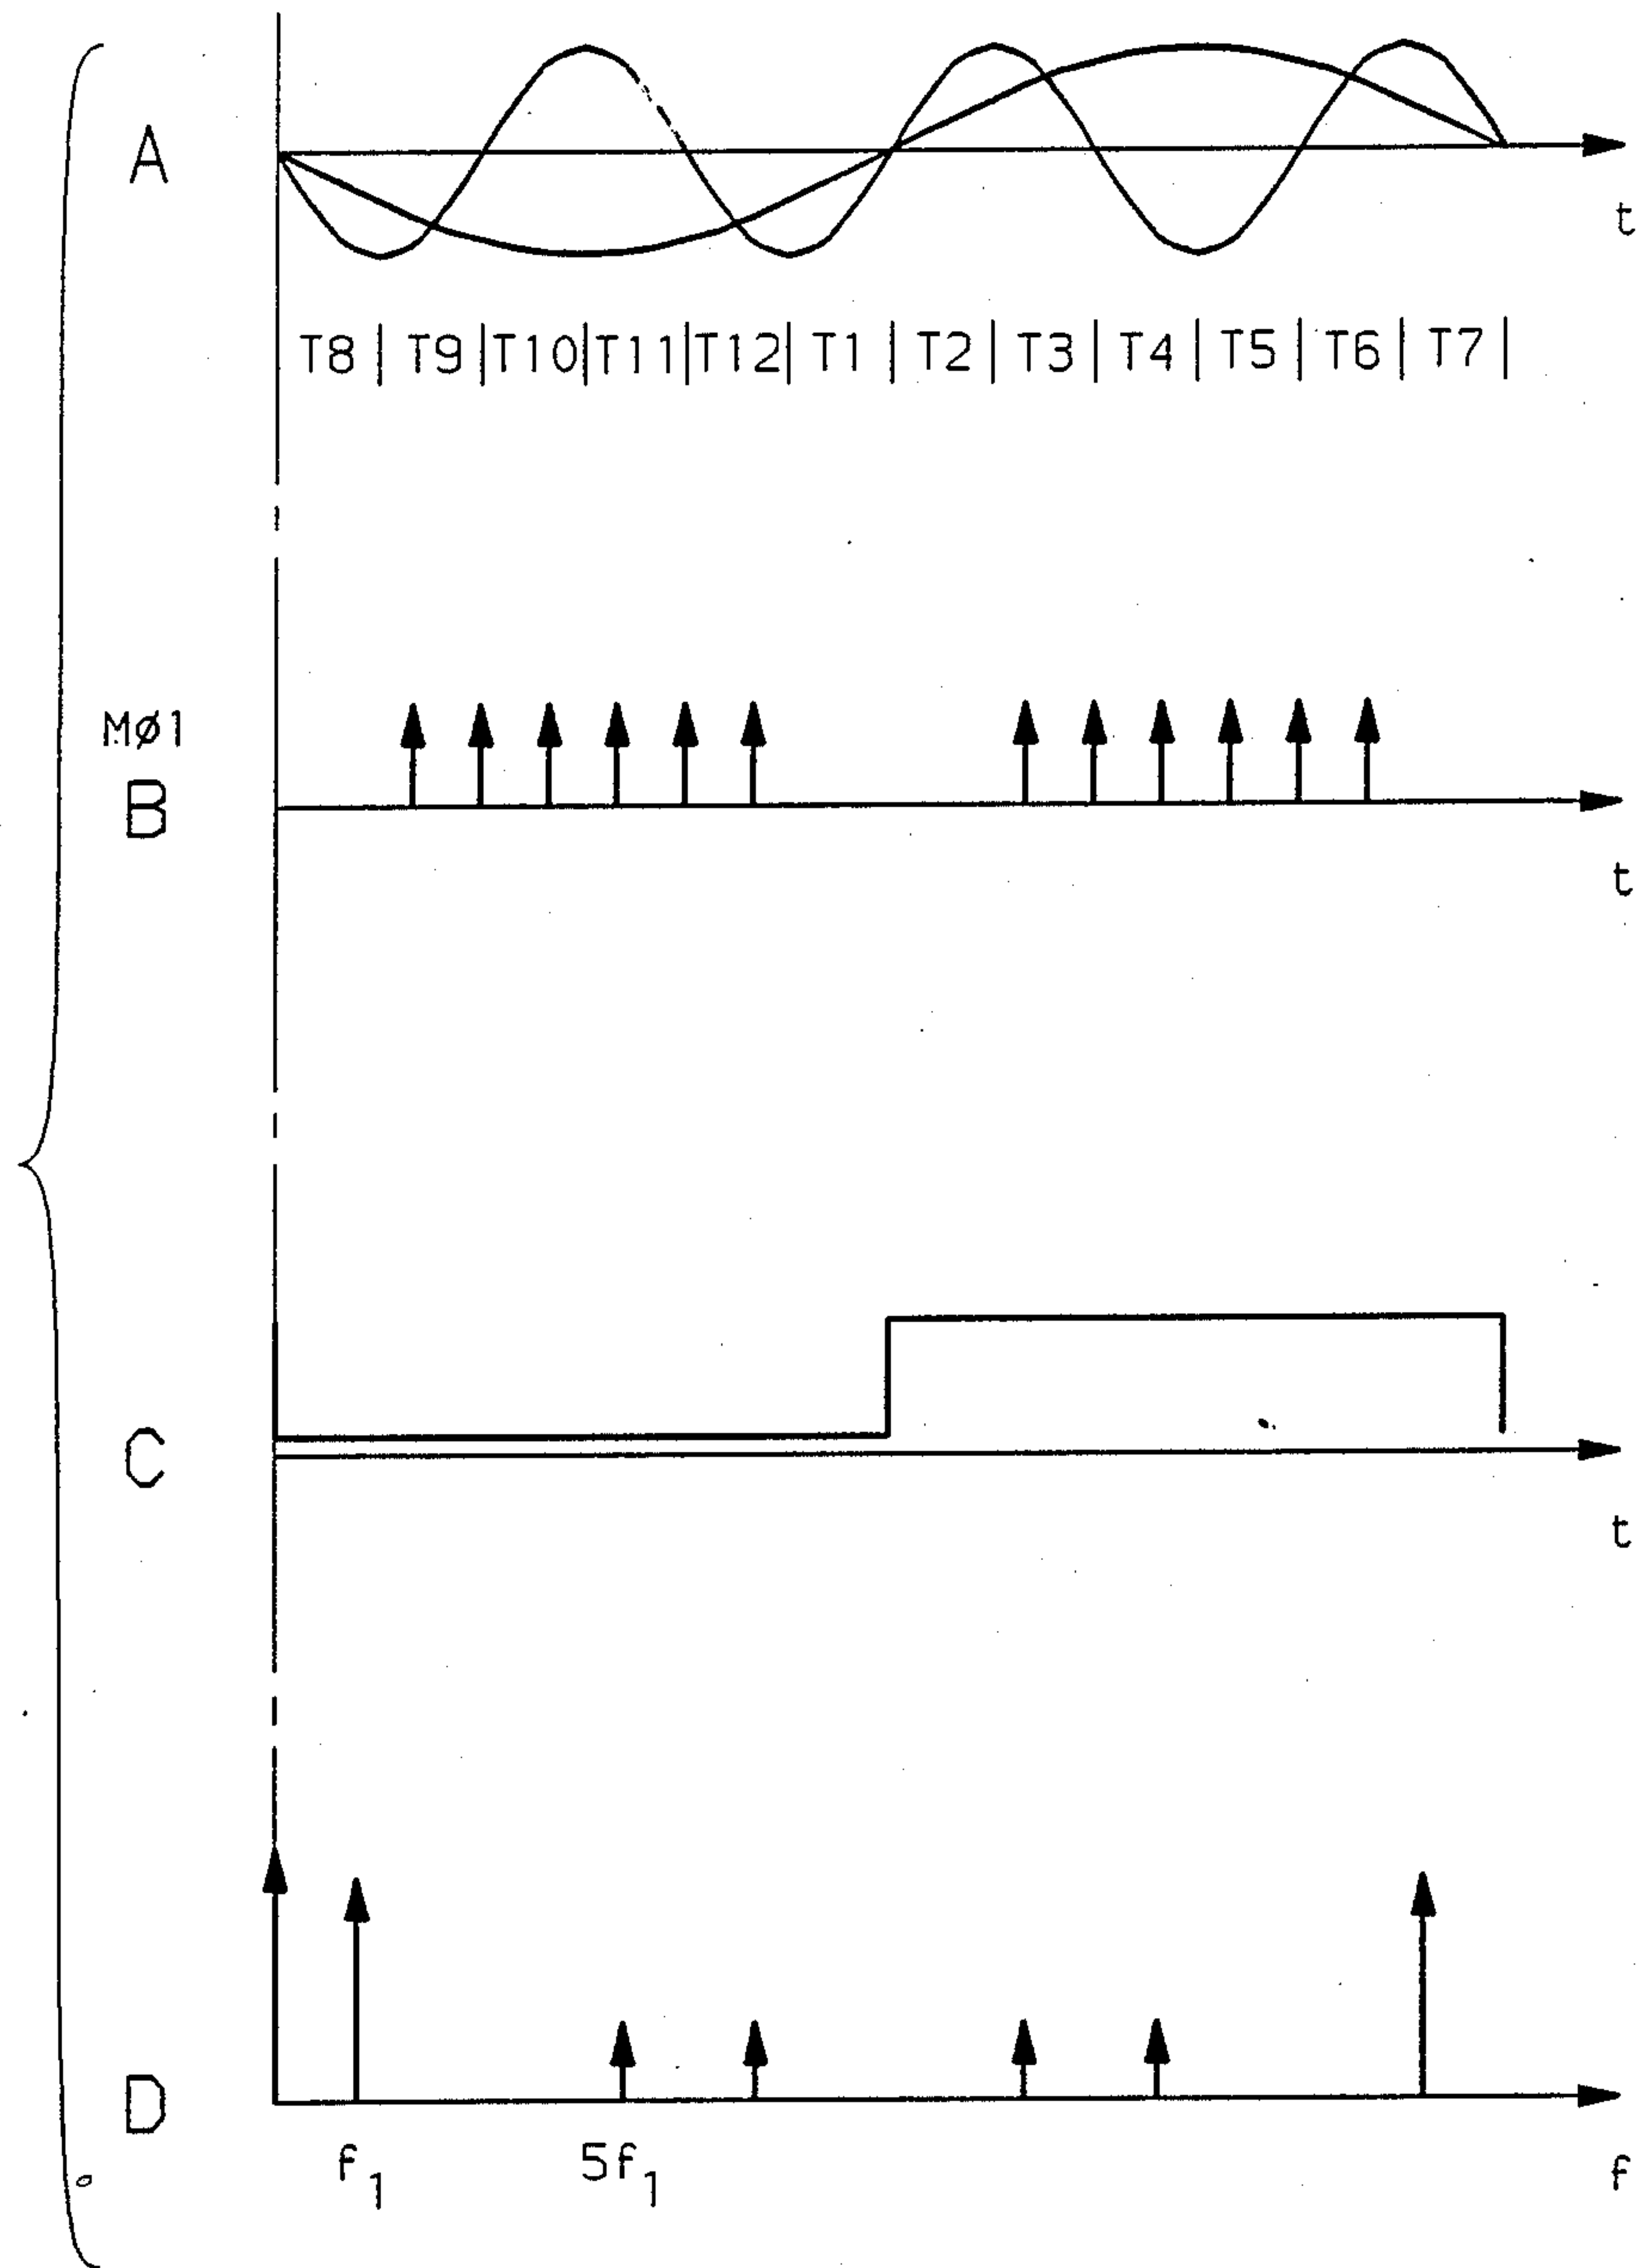 A
t
T8 | T9 | T10 | T11 | T12 | T1 | T2 | T3 | T4 | T5 | T6 | T7 |
Mø1
B
t
C
t
D
f1 5f1 f